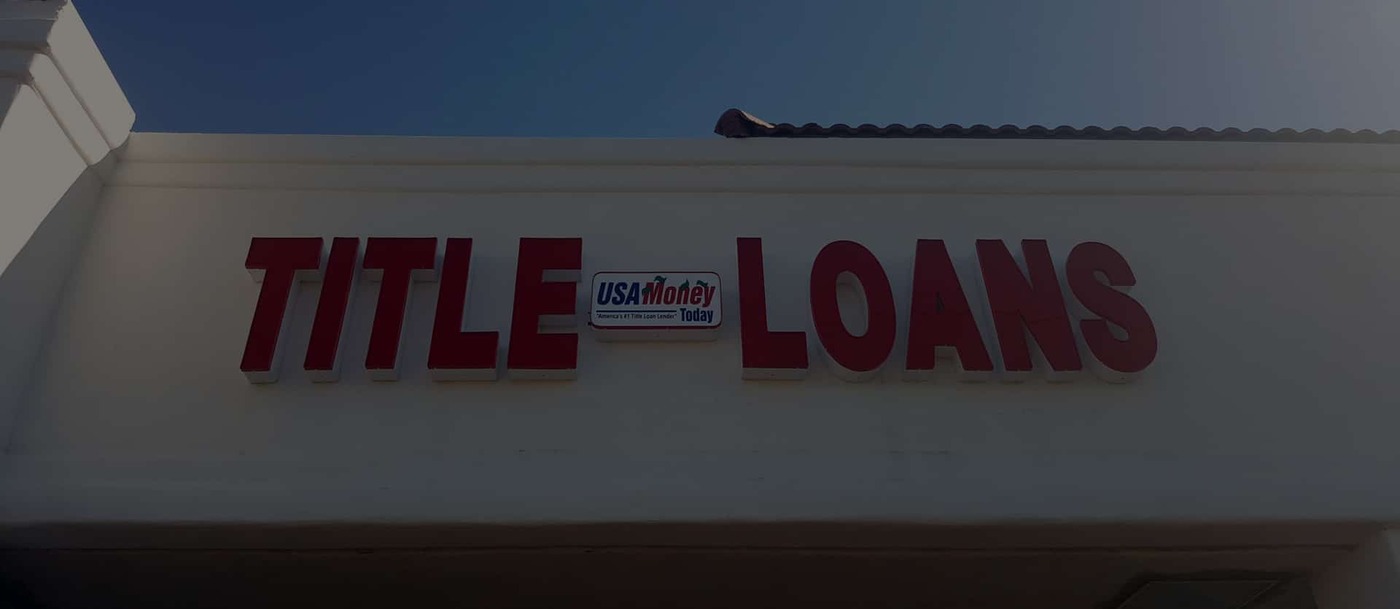 TITLE LOANS
USA Money
Today
"America's #1 Title Loan Lender"